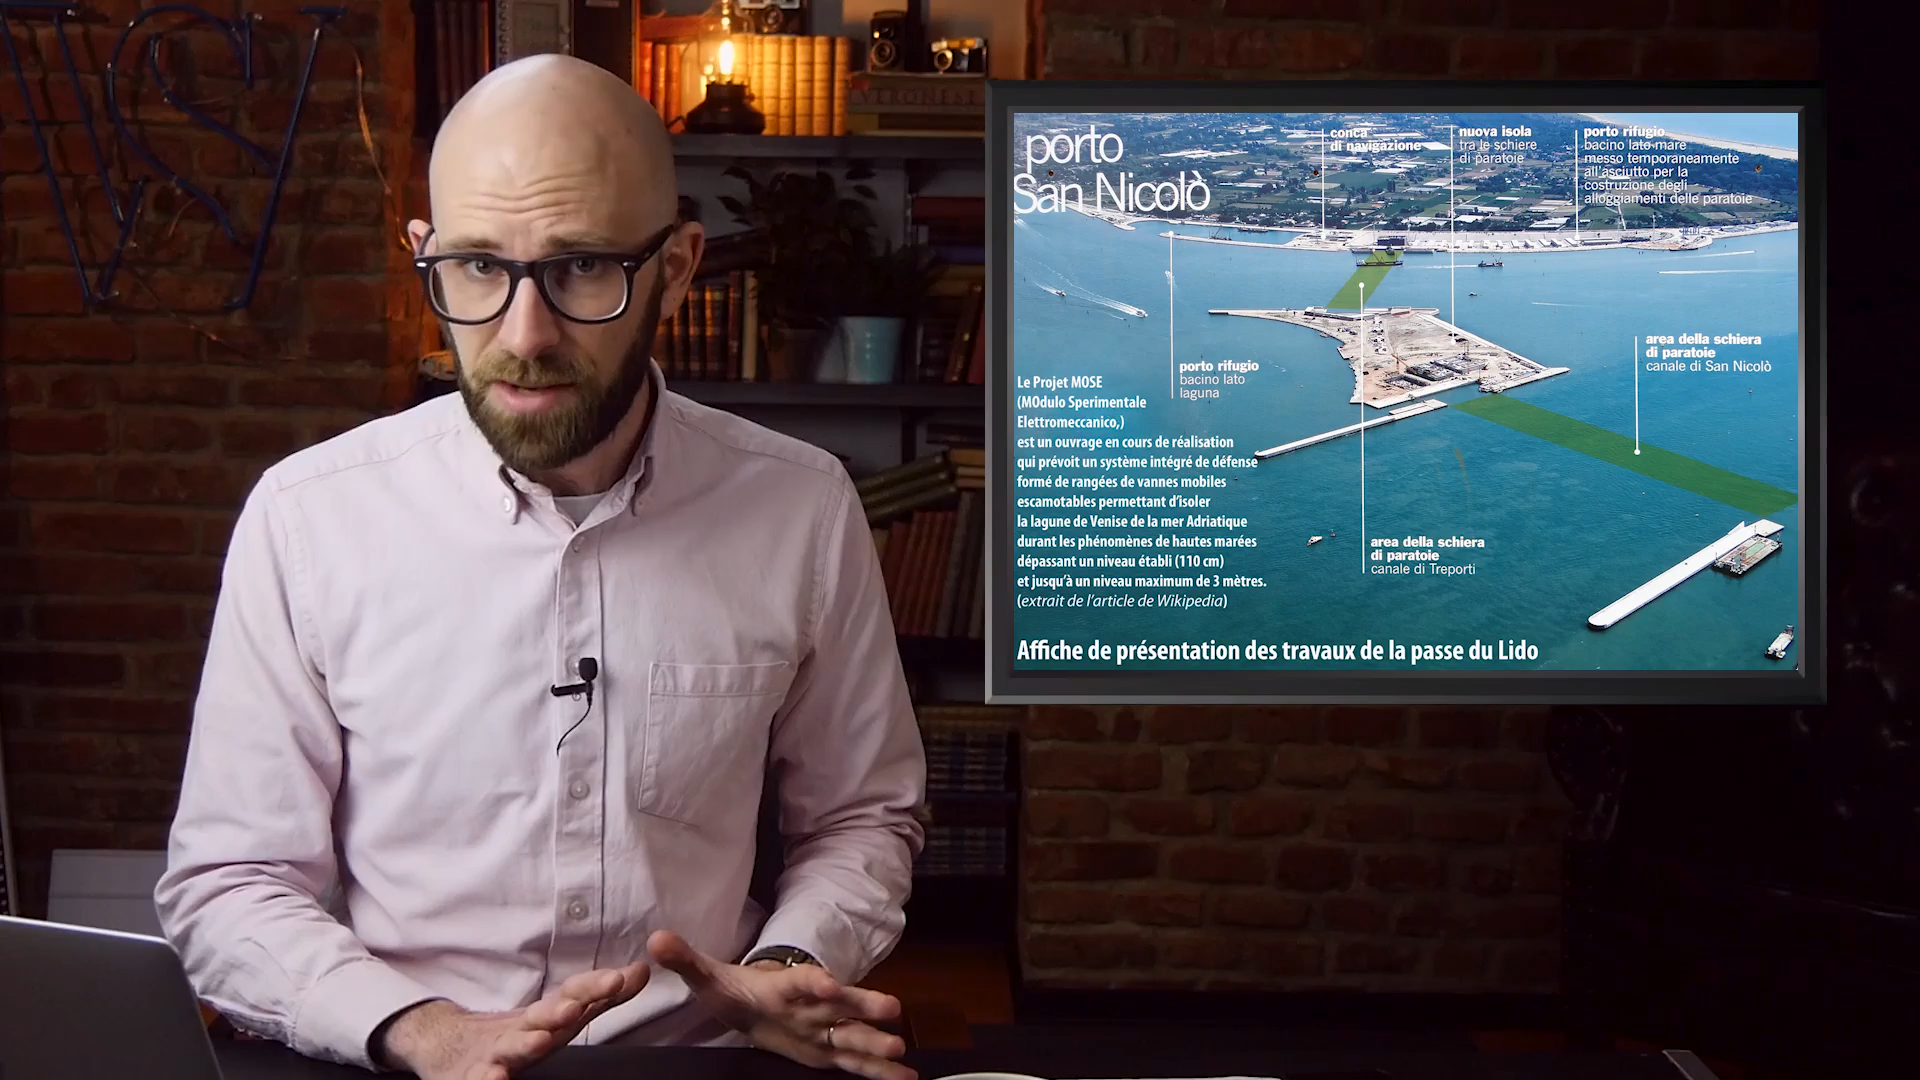 VERONESE
porto
San Nicolò
conca
di navigazione
nuova isola
tra le schiere
di paratoie
porto rifugio
bacino lato mare
messo temporaneamente
all'asciutto per la
costruzione degli
alloggiamenti delle paratoie
porto rifugio
bacino lato
laguna
area della schiera
di paratoie
canale di San Nicolò
Le Projet MOSE
(MOdulo Sperimentale
Elettromeccanico,)
est un ouvrage en cours de réalisation
qui prévoit un système intégré de défense
formé de rangées de vannes mobiles
escamotables permettant d'isoler
la lagune de Venise de la mer Adriatique
durant les phénomènes de hautes marées
dépassant un niveau établi (110 cm)
et jusqu'à un niveau maximum de 3 mètres.
(extrait de l'article de Wikipedia)
area della schiera
di paratoie
canale di Treporti
Affiche de présentation des travaux de la passe du Lido